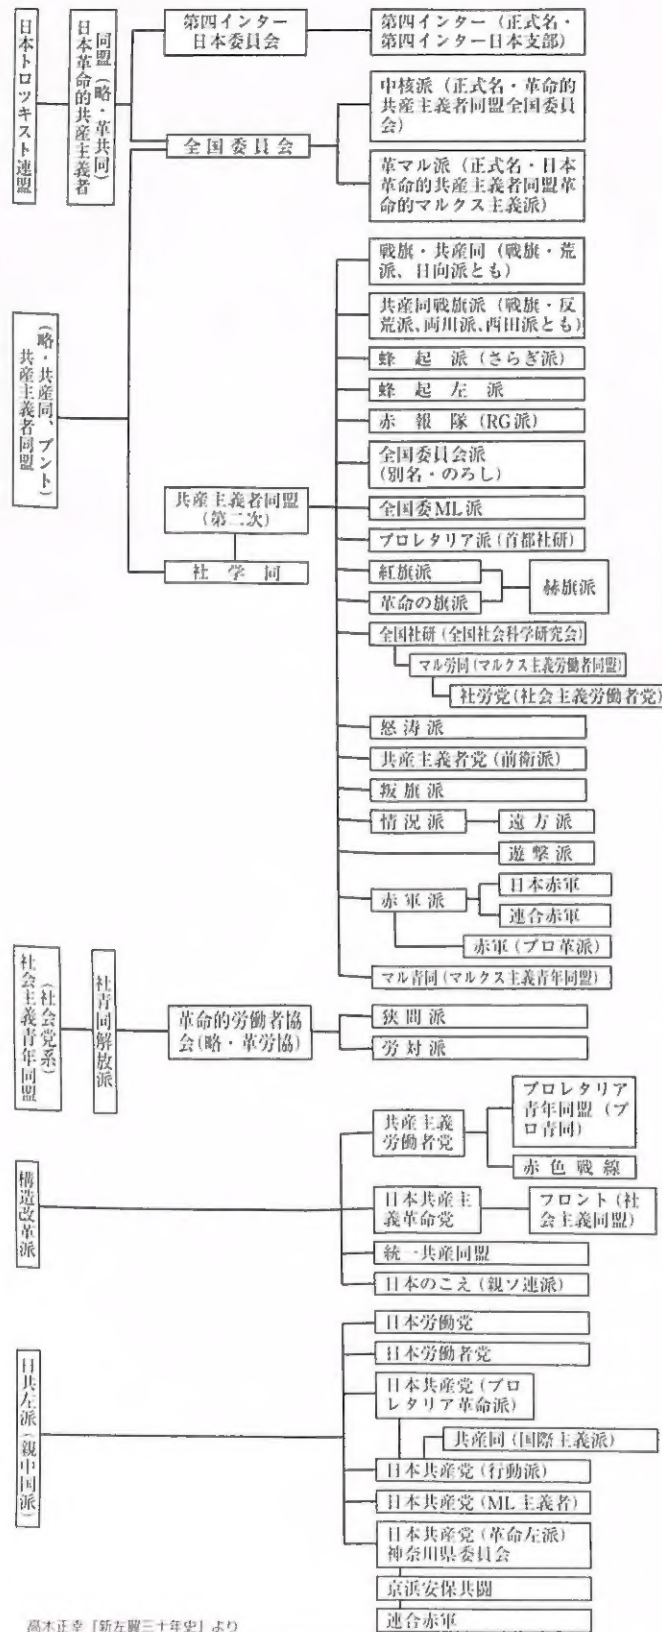 日本トロツキスト連盟
日本革命的共産主義者
同盟(略・革共同)
第四インター
日本委員会
第四インター(正式名・
第四インター日本支部)
全国委員会
中核派(正式名・革命的
共産主義者同盟全国委員
会)
革マル派(正式名・日本
革命的共産主義者同盟革
命的マルクス主義派)
共産主義者同盟
(略・共産同、ブント)
共産主義者同盟
(第二次)
社学同
戦旗・共産同(戦旗・荒
派、日向派とも)
共産同戦旗派(戦旗・反
荒派、両川派、西田派とも)
蜂起派(さらぎ派)
蜂起左派
赤報隊(RG派)
全国委員会派
(別名・のろし)
全国委ML派
プロレタリア派(首都社研)
紅旗派
革命の旗派
赫旗派
全国社研(全国社会科学研究会)
マル労同(マルクス主義労働者同盟)
社労党(社会主義労働者党)
怒涛派
共産主義者党(前衛派)
叛旗派
情況派
遠方派
遊撃派
赤軍派
日本赤軍
連合赤軍
赤軍(プロ革派)
マル青同(マルクス主義青年同盟)
社会主義青年同盟
(社会党系)
社青同解放派
革命的労働者協
会(略・革労協)
狭間派
労対派
構造改革派
共産主義
労働者党
プロレタリア
青年同盟(プ
ロ青同)
赤色戦線
日本共産主
義革命党
フロント(社
会主義同盟)
統一共産同盟
日本のこえ(親ソ連派)
日共左派(親中国派)
日本労働党
日本労働者党
日本共産党(プロ
レタリア革命派)
共産同(国際主義派)
日本共産党(行動派)
日本共産党(ML主義者)
日本共産党(革命左派)
神奈川県委員会
京浜安保共闘
連合赤軍
高木正幸『新左翼三十年史』より